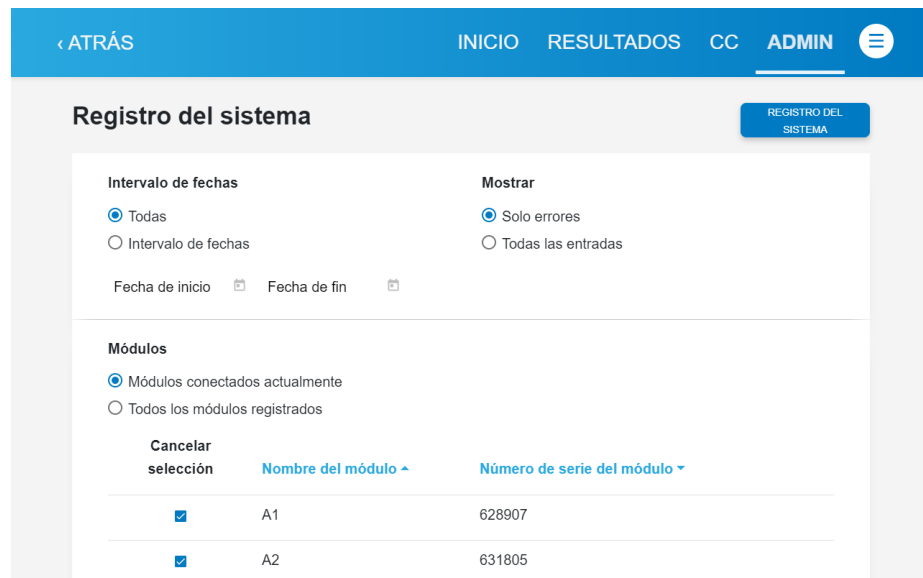 ‹ ATRÁS INICIO RESULTADOS CC ADMIN
Registro del sistema
REGISTRO DEL
SISTEMA
Intervalo de fechas Mostrar
Todas Solo errores
Intervalo de fechas Todas las entradas
Fecha de inicio Fecha de fin
Módulos
Módulos conectados actualmente
Todos los módulos registrados
Cancelar
selección Nombre del módulo Número de serie del módulo
A1 628907
A2 631805